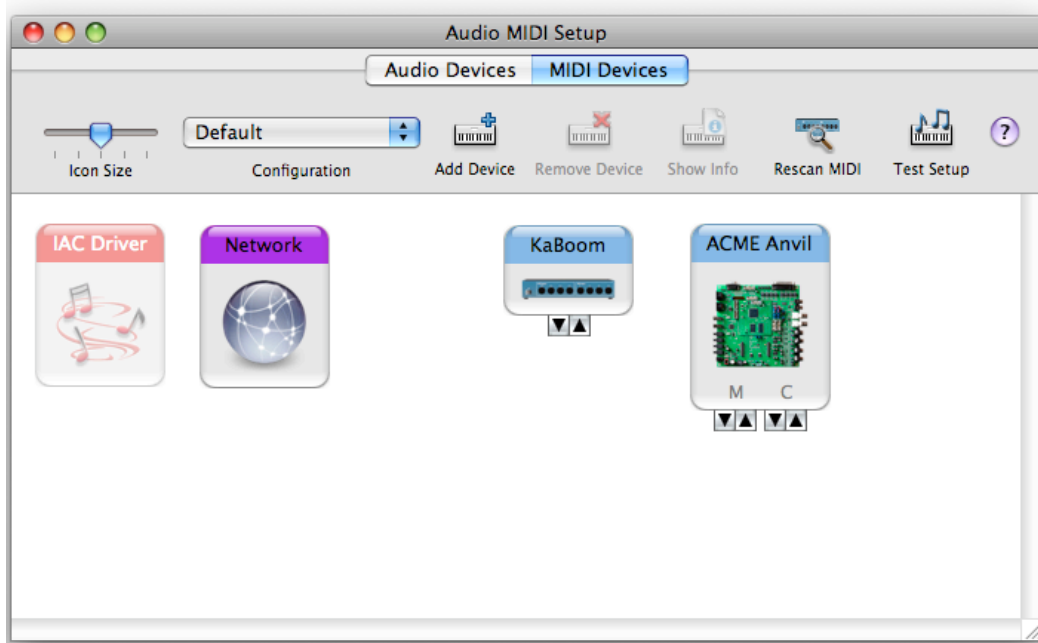 Audio MIDI Setup
Audio Devices MIDI Devices
Default
Icon Size Configuration Add Device Remove Device Show Info Rescan MIDI Test Setup ?
IAC Driver Network KaBoom ACME Anvil
M C